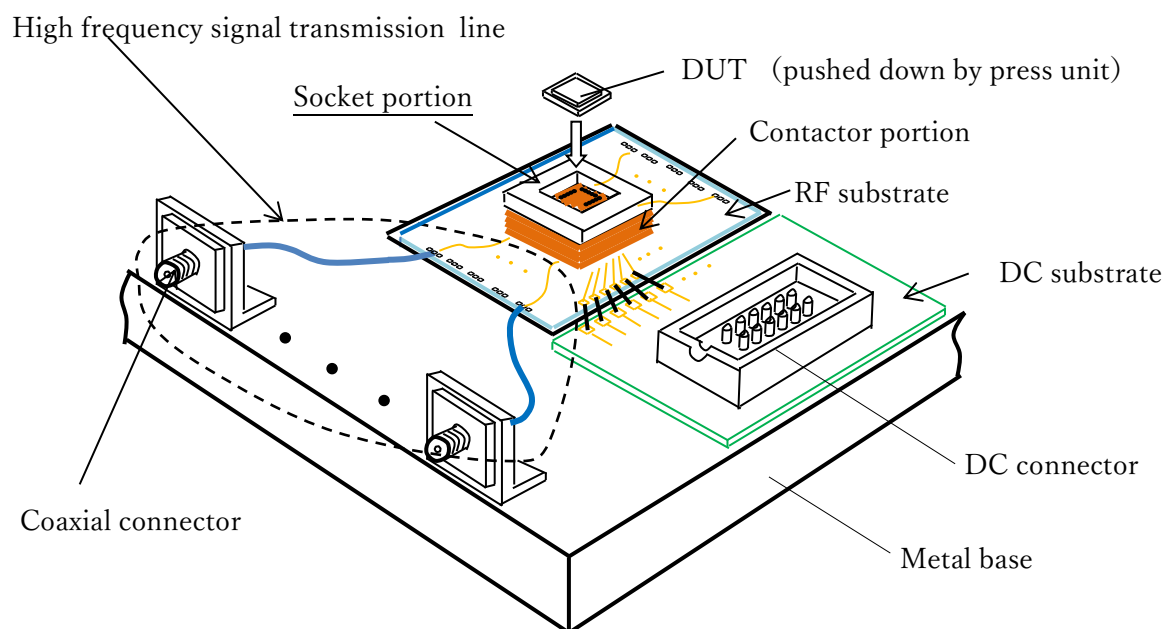 High frequency signal transmission line
DUT （pushed down by press unit）
Socket portion
Contactor portion
RF substrate
DC substrate
DC connector
Coaxial connector
Metal base